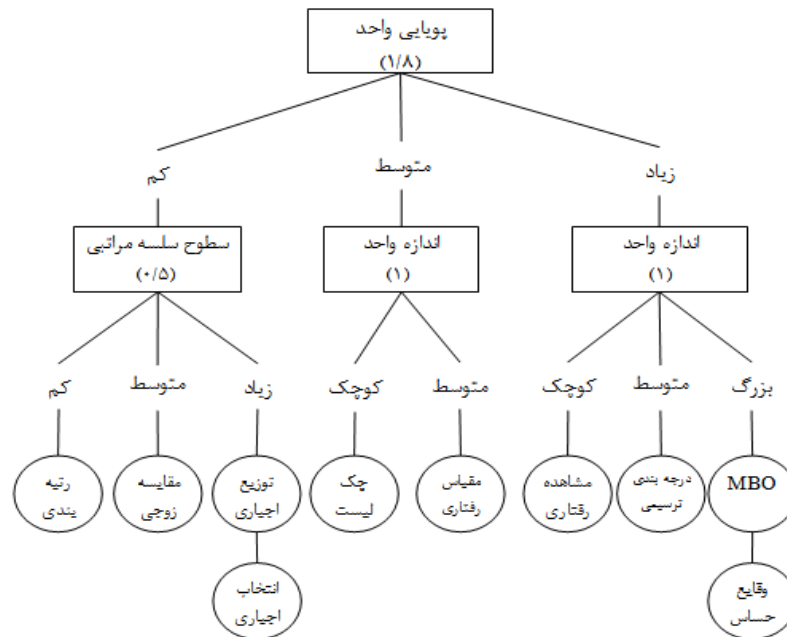 پویایی واحد
(۱/۸)
کم
متوسط
زیاد
سطوح سلسه مراتبی
(۰/۵)
اندازه واحد
(۱)
اندازه واحد
(۱)
کم
متوسط
زیاد
کوچک
متوسط
کوچک
متوسط
بزرگ
رتبه
بندی
مقایسه
زوجی
توزیع
اجباری
چک
لیست
مقیاس
رفتاری
مشاهده
رفتاری
درجه بندی
ترسیمی
MBO
انتخاب
اجباری
وقایع
حساس